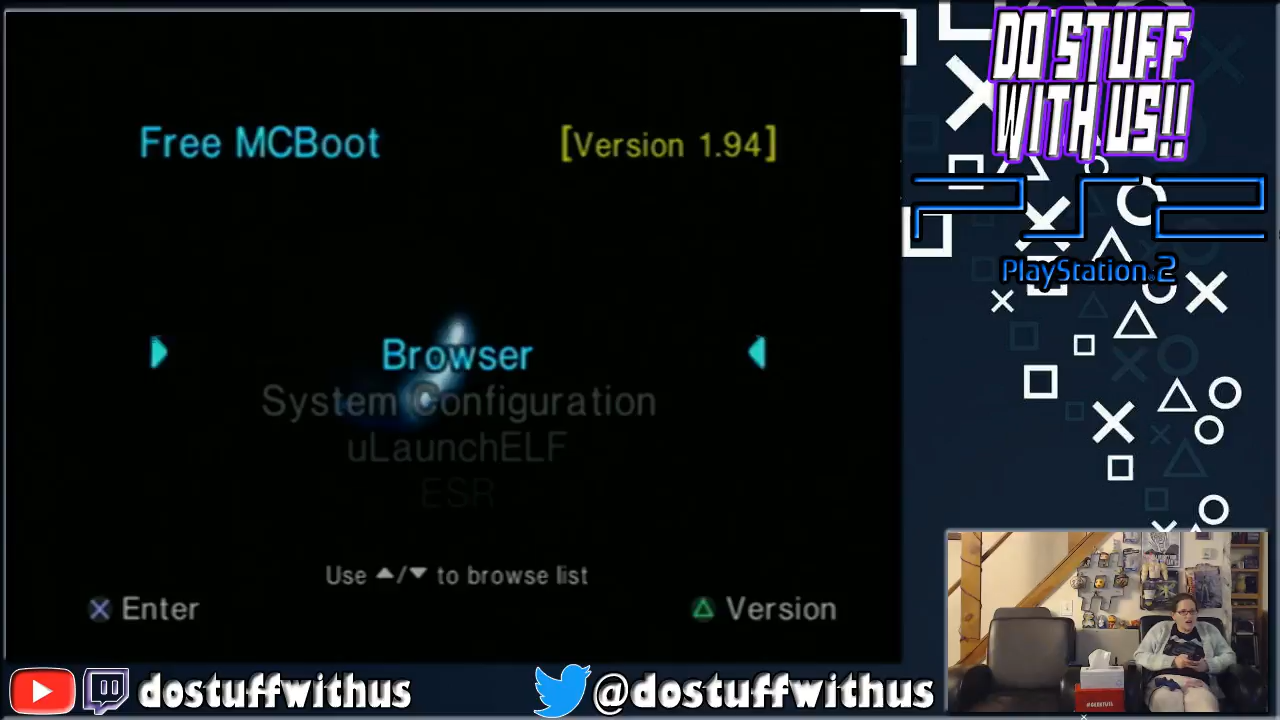 Free MCBoot
[Version 1.94]
Browser
System Configuration
uLaunchELF
ESR
Use ▲/▼ to browse list
Enter
Version
DO STUFF
WITH US!!
PS2
PlayStation®2
dostuffwithus
@dostuffwithus